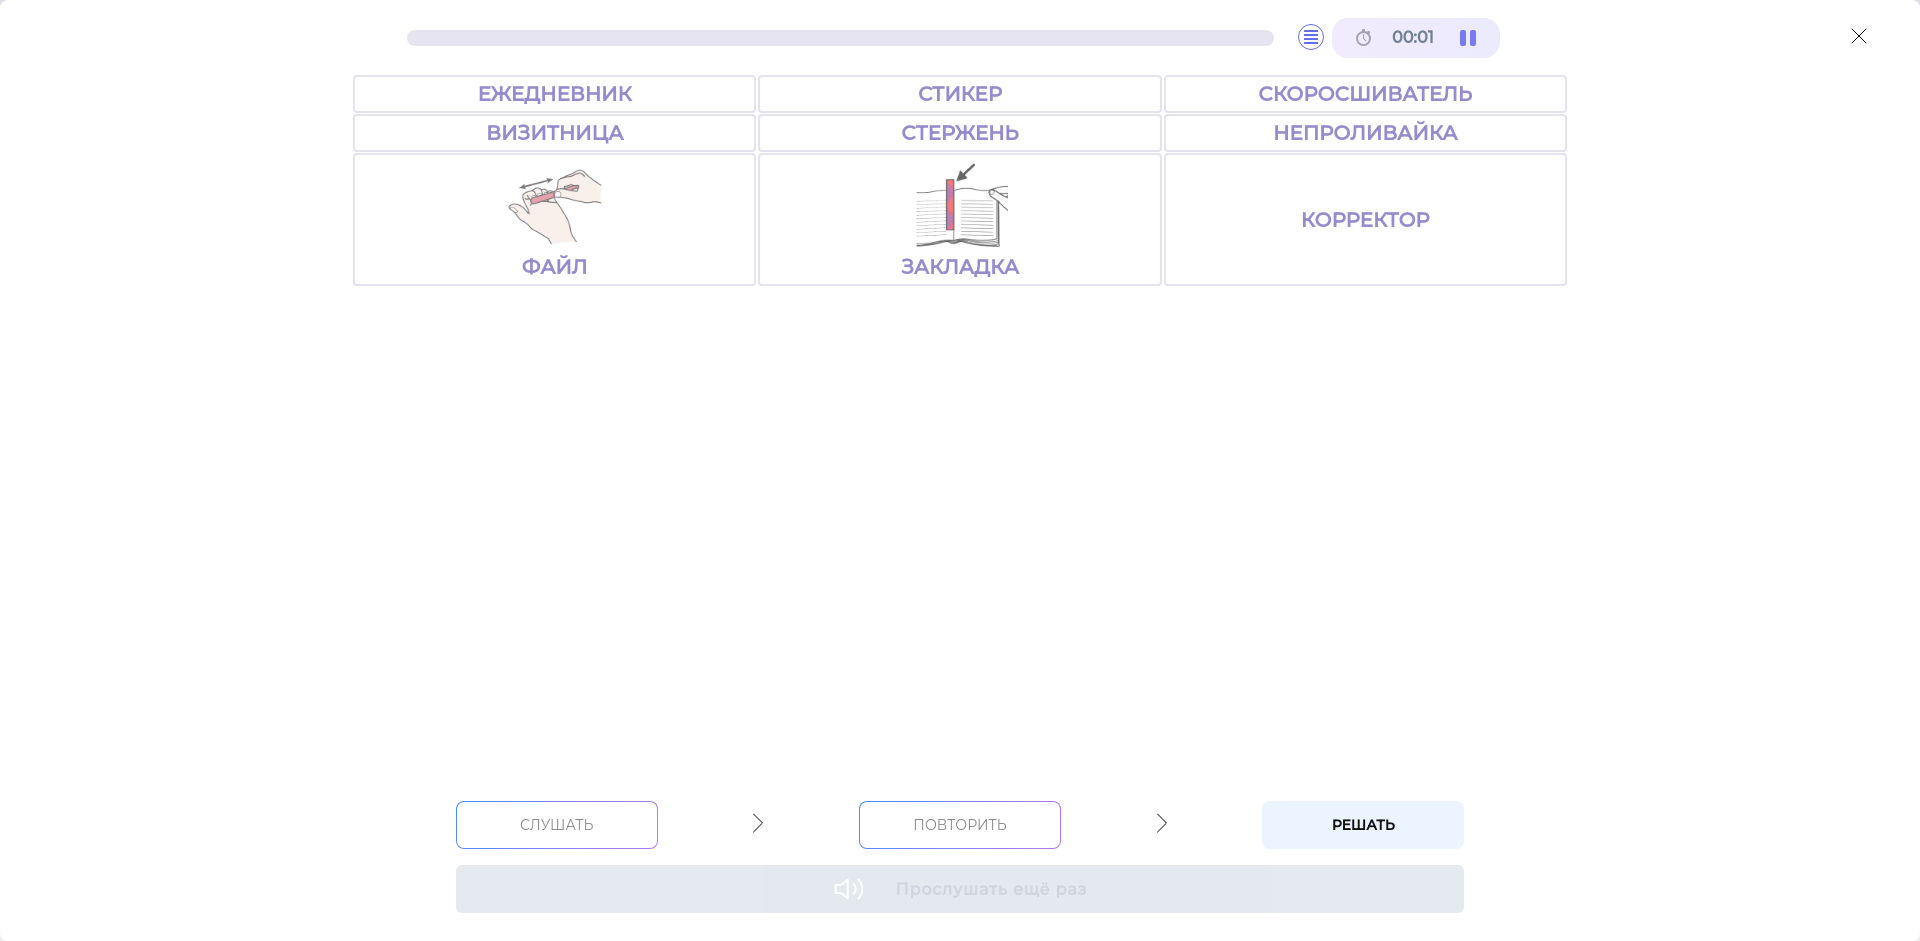 00:01
ЕЖЕДНЕВНИК
СТИКЕР
СКОРОСШИВАТЕЛЬ
ВИЗИТНИЦА
СТЕРЖЕНЬ
НЕПРОЛИВАЙКА
ФАЙЛ
ЗАКЛАДКА
КОРРЕКТОР
СЛУШАТЬ
ПОВТОРИТЬ
РЕШАТЬ
Прослушать ещё раз